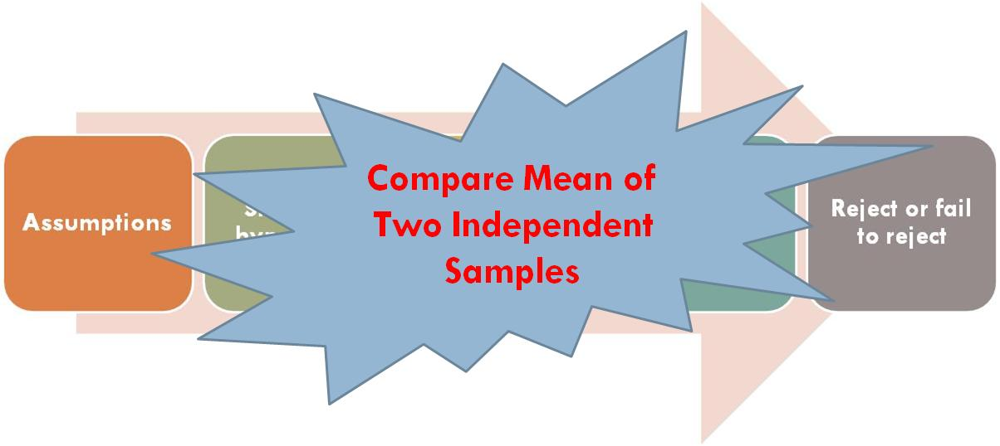 Assumptions
Compare Mean of
Two Independent
Samples
Reject or fail
to reject